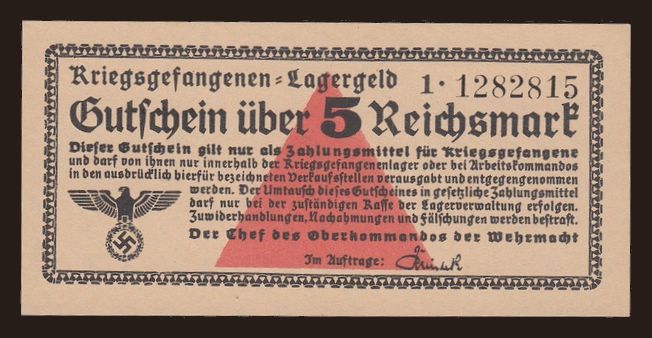 Kriegsgefangenen-Lagergeld 1·1282815
Gutschein über 5 Reichsmark
Dieser Gutschein gilt nur als Zahlungsmittel für Kriegsgefangene
und darf von ihnen nur innerhalb der Kriegsgefangenenlager oder bei Arbeitskommandos
in den ausdrücklich hierfür bezeichneten Verkaufsstellen verausgabt und entgegengenommen
werden. Der Umtausch dieses Gutscheines in gesetzliche Zahlungsmittel
darf nur bei der zuständigen Kasse der Lagerverwaltung erfolgen.
Zuwiderhandlungen, Nachahmungen und Fälschungen werden bestraft.
Der Chef des Oberkommandos der Wehrmacht
Im Auftrage: